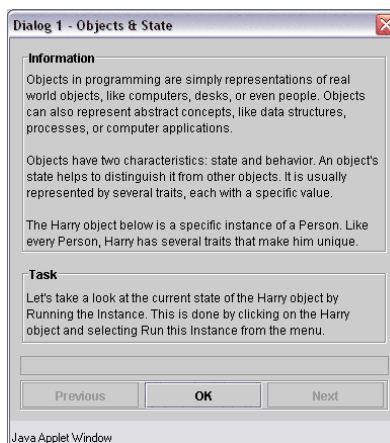 Dialog 1 - Objects & State
Information
Objects in programming are simply representations of real
world objects, like computers, desks, or even people. Objects
can also represent abstract concepts, like data structures,
processes, or computer applications.
Objects have two characteristics: state and behavior. An object's
state helps to distinguish it from other objects. It is usually
represented by several traits, each with a specific value.
The Harry object below is a specific instance of a Person. Like
every Person, Harry has several traits that make him unique.
Task
Let's take a look at the current state of the Harry object by
Running the Instance. This is done by clicking on the Harry
object and selecting Run this Instance from the menu.
Previous
OK
Next
Java Applet Window